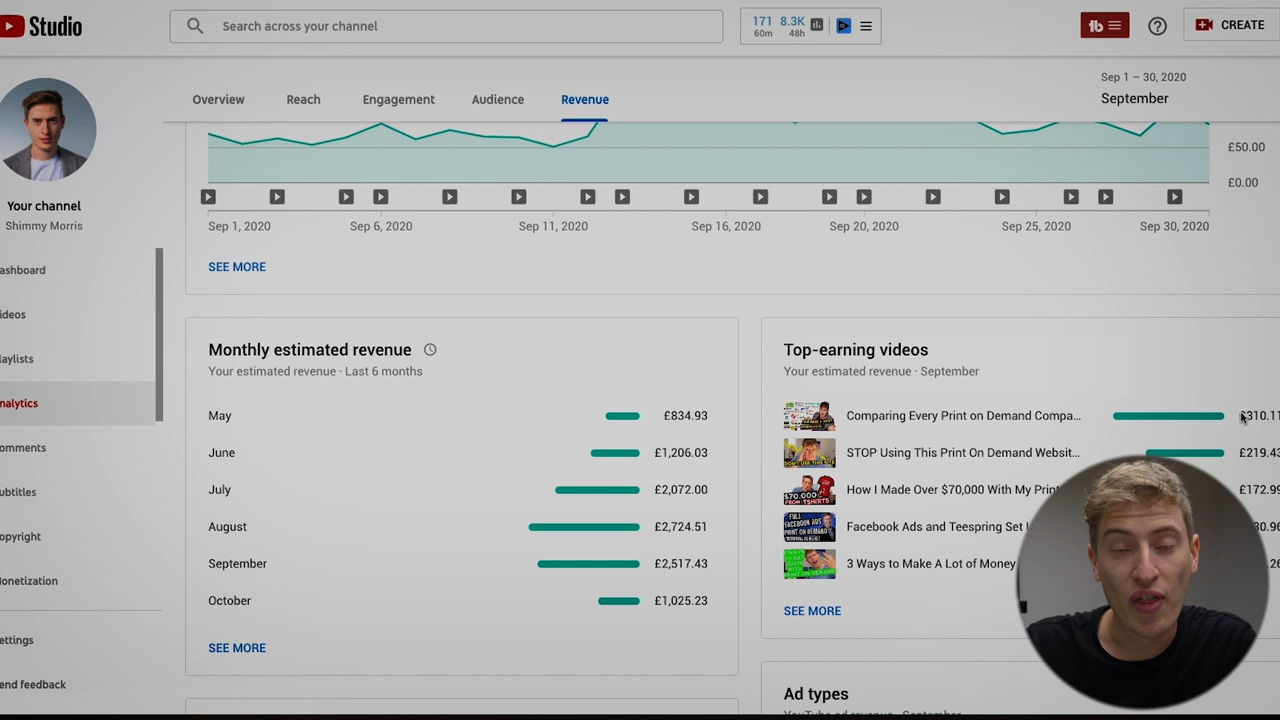 Studio
Search across your channel
171 8.3K
60m 48h
CREATE
Overview Reach Engagement Audience Revenue
Sep 1 – 30, 2020
September
£50.00
£0.00
Sep 1, 2020 Sep 6, 2020 Sep 11, 2020 Sep 16, 2020 Sep 20, 2020 Sep 25, 2020 Sep 30, 2020
SEE MORE
Your channel
Shimmy Morris
ashboard
ideos
laylists
nalytics
omments
ubtitles
opyright
onetization
ettings
end feedback
Monthly estimated revenue
Your estimated revenue · Last 6 months
May £834.93
June £1,206.03
July £2,072.00
August £2,724.51
September £2,517.43
October £1,025.23
SEE MORE
Top-earning videos
Your estimated revenue · September
Comparing Every Print on Demand Compa... £310.11
STOP Using This Print On Demand Websit... £219.43
How I Made Over $70,000 With My Print £172.99
Facebook Ads and Teespring Set
3 Ways to Make A Lot of Money
SEE MORE
Ad types
YouTube ad revenue · September